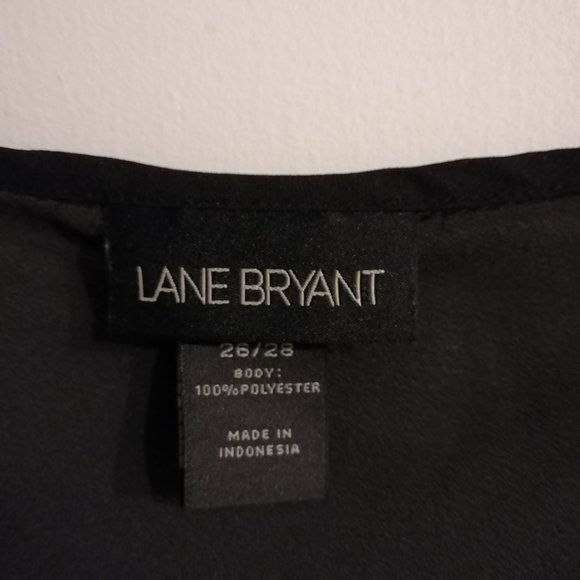 LANE BRYANT
26/28
BODY:
100%POLYESTER
MADE IN
INDONESIA